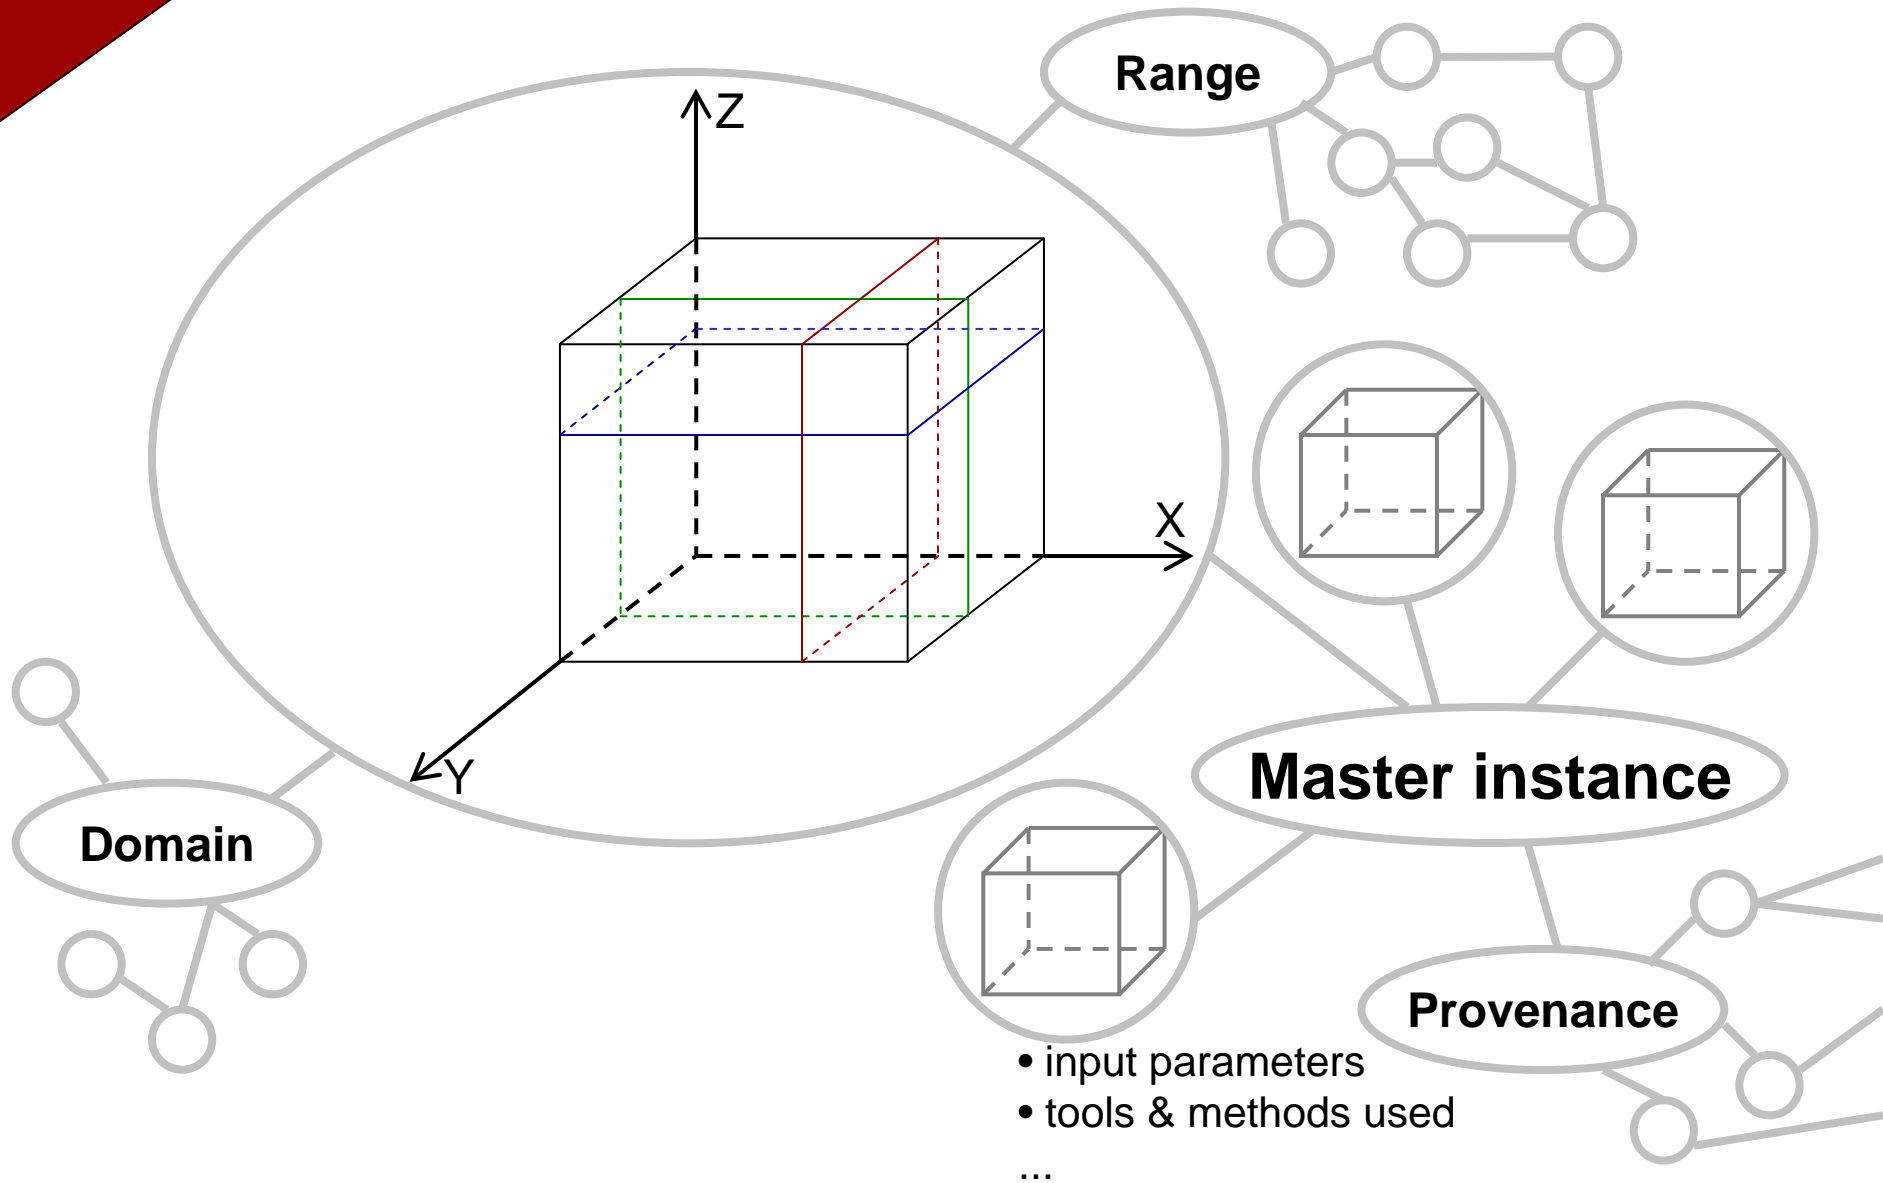 Range
Z
X
Y
Master instance
Domain
Provenance
• input parameters
• tools & methods used
...